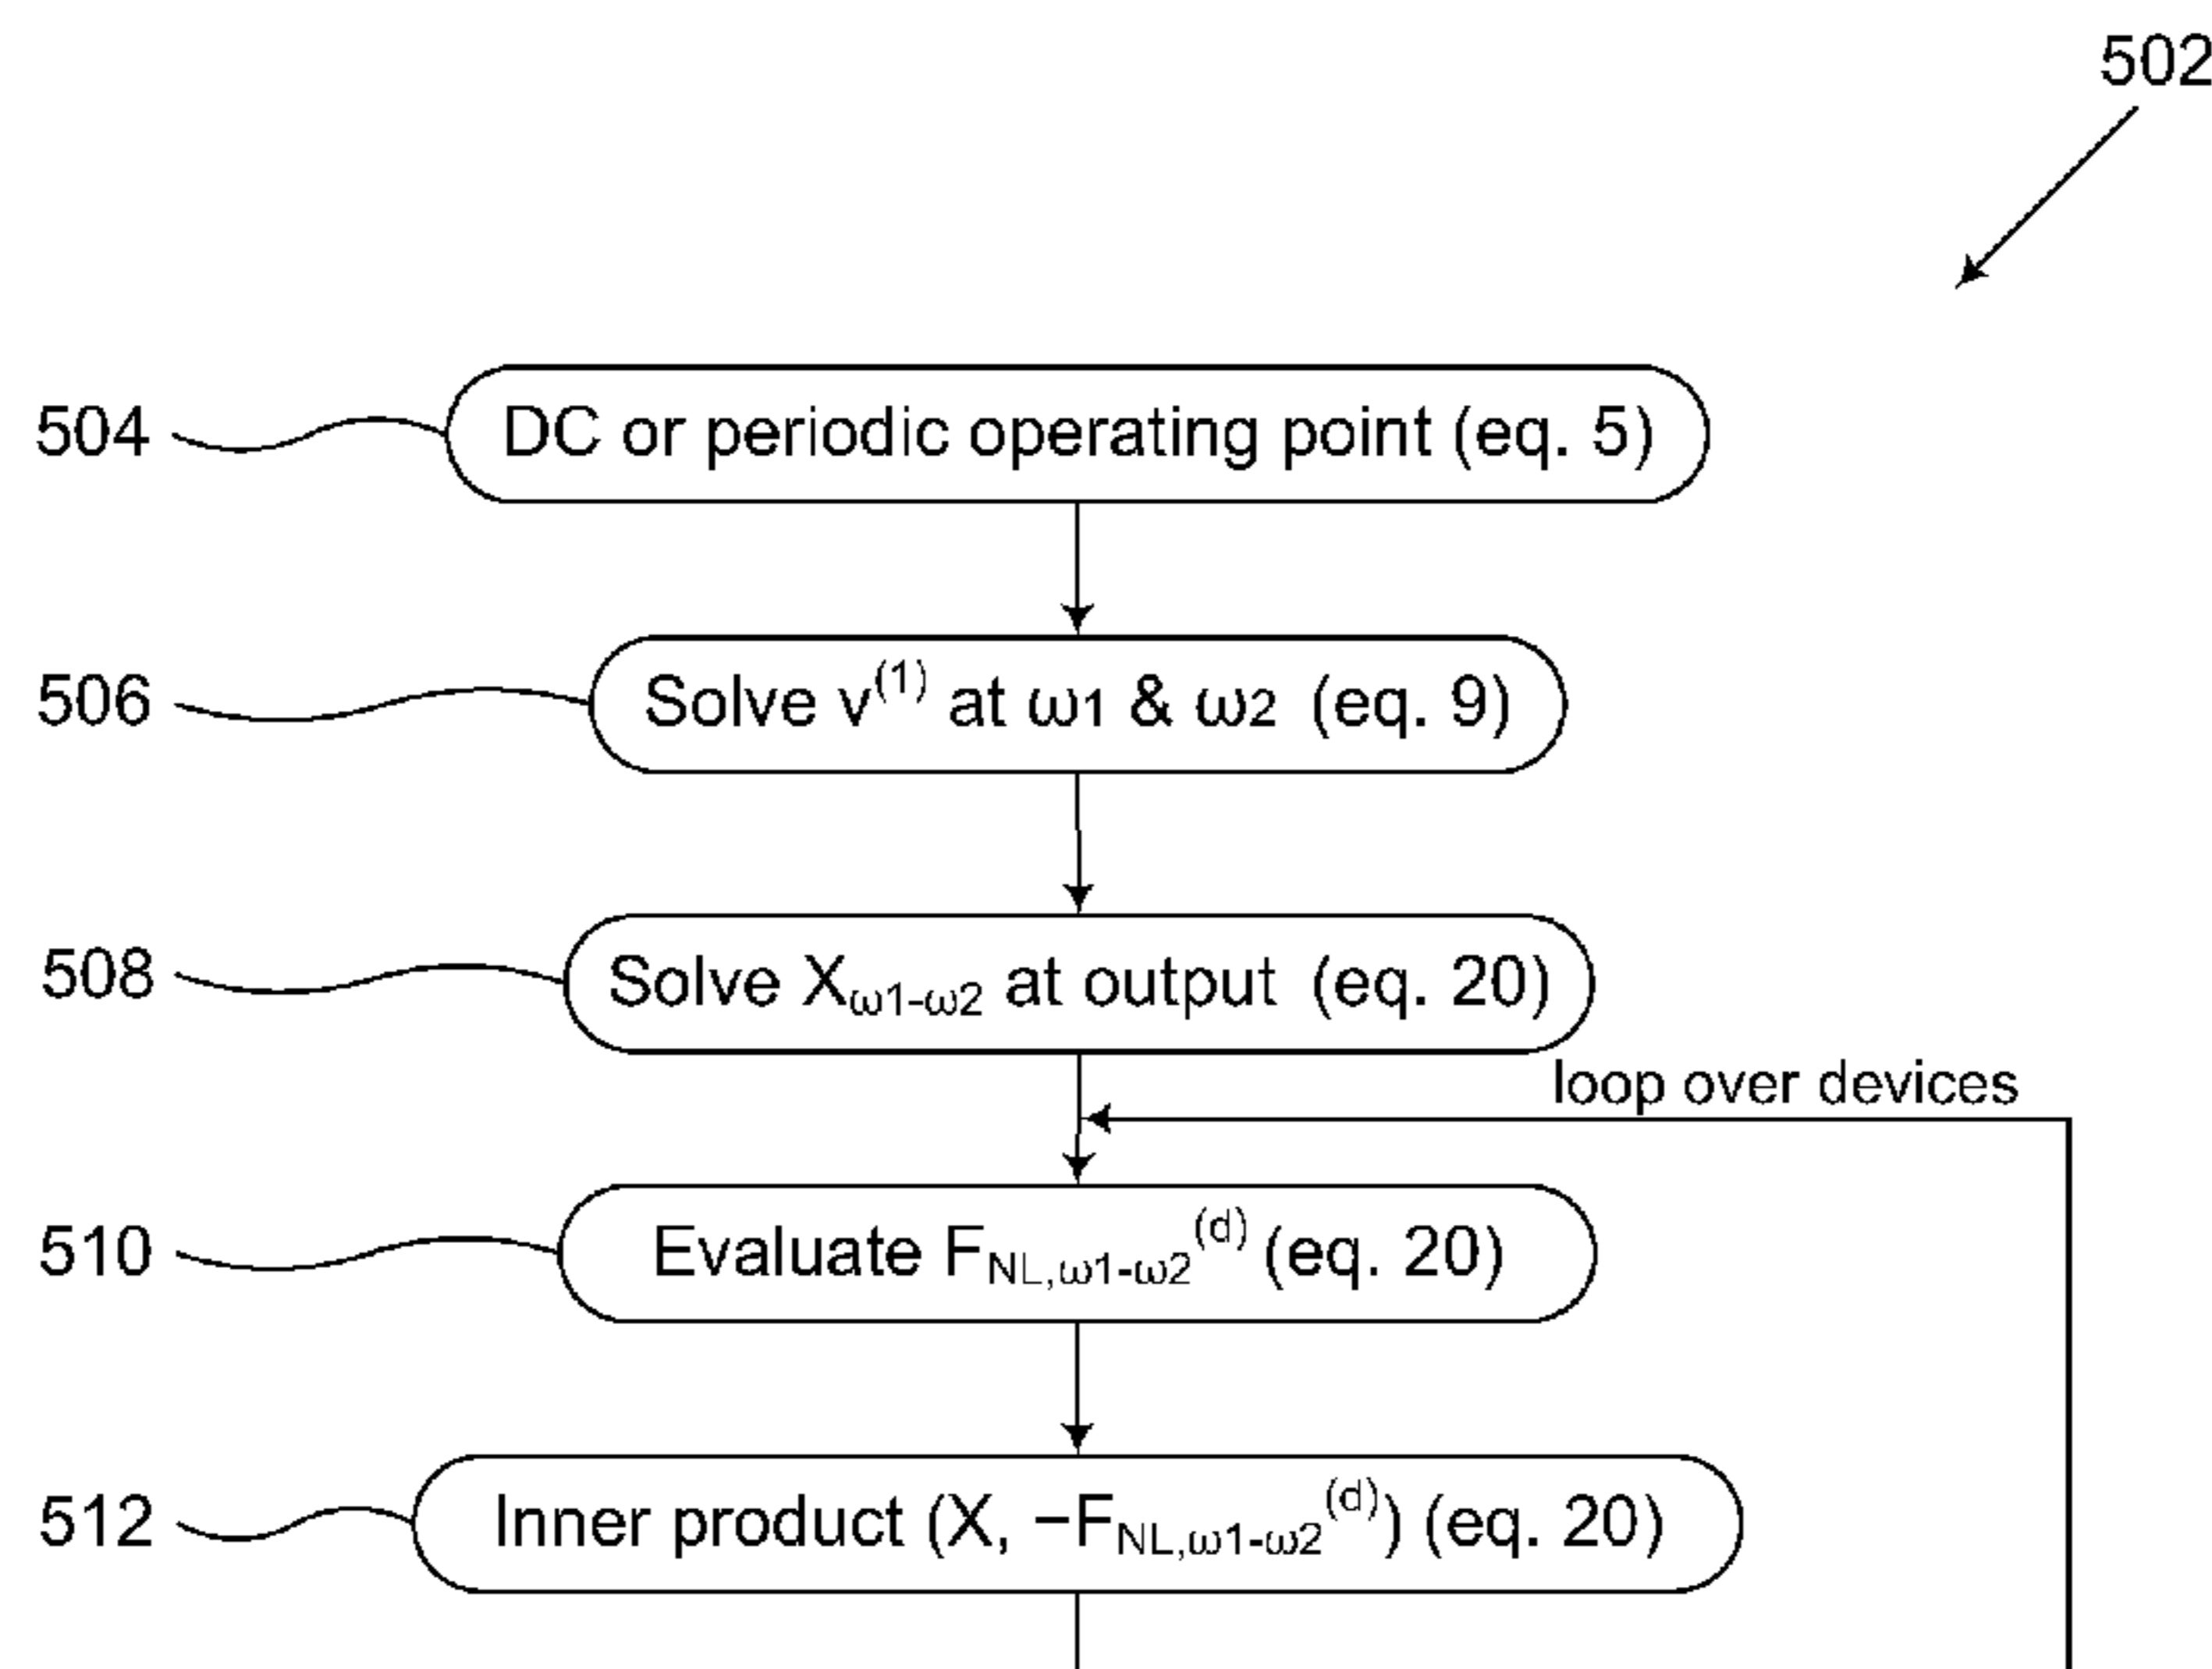 502
504 DC or periodic operating point (eq. 5)
506 Solve v⁽¹⁾ at ω1 & ω2 (eq. 9)
508 Solve Xω1-ω2 at output (eq. 20)
loop over devices
510 Evaluate FNL,ω1-ω2⁽ᵈ⁾ (eq. 20)
512 Inner product (X, −FNL,ω1-ω2⁽ᵈ⁾) (eq. 20)